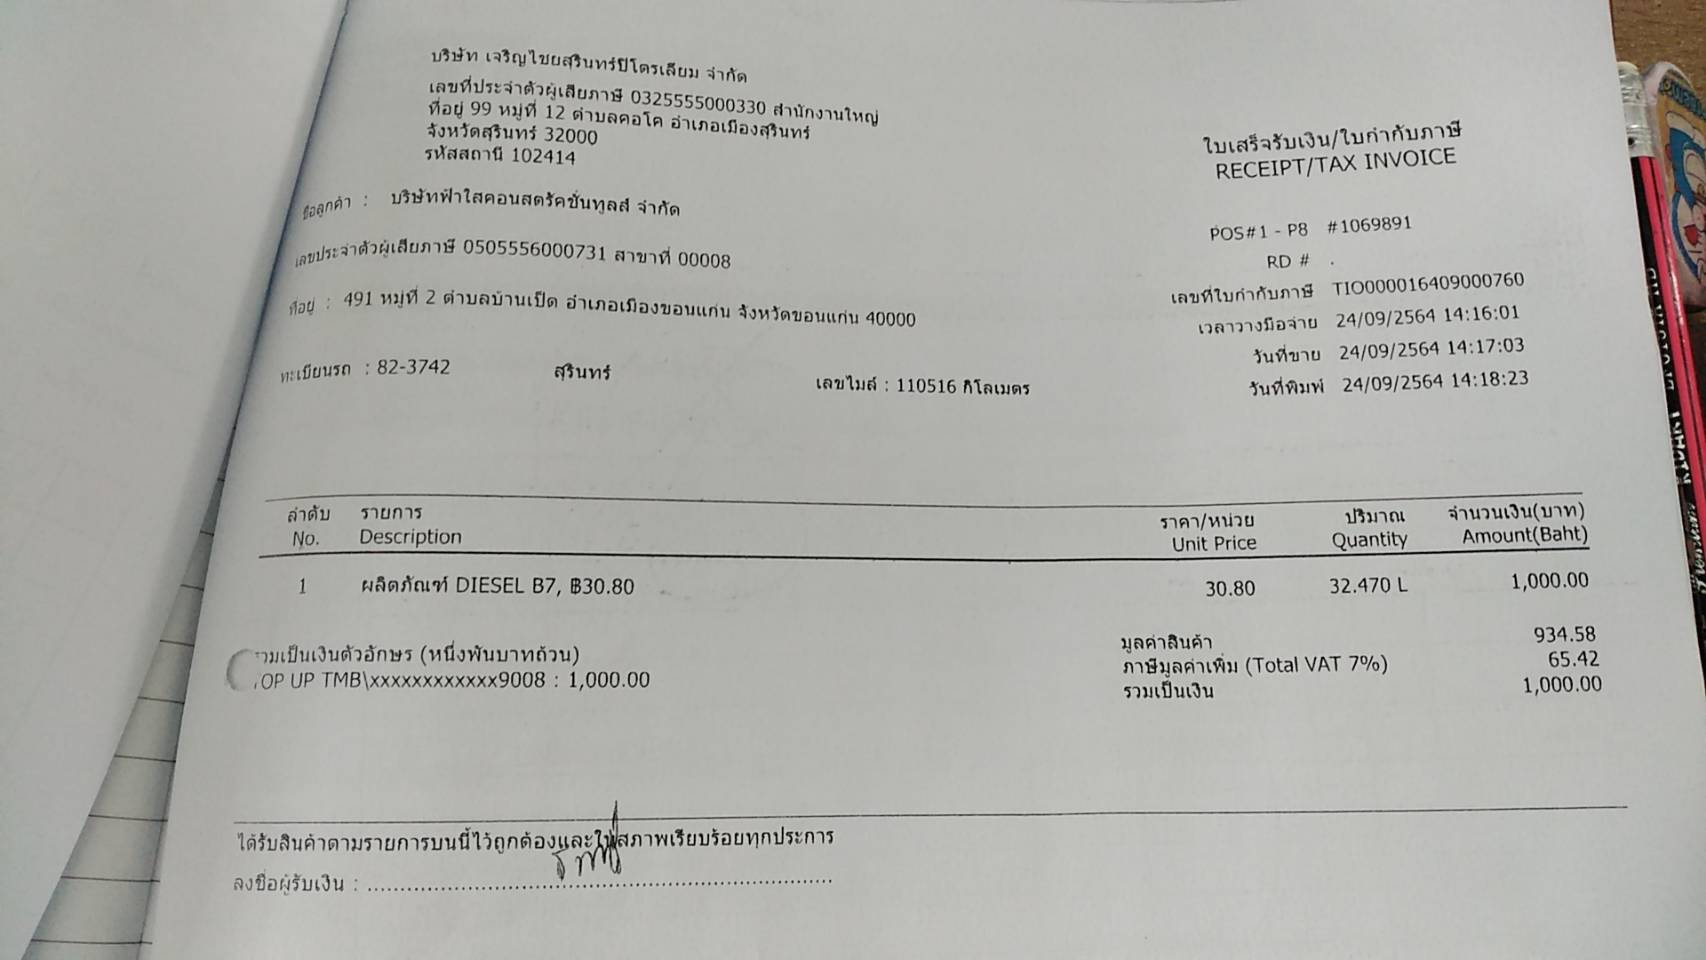 บริษัท เจริญไชยสุรินทร์ปิโตรเลียม จำกัด
เลขที่ประจำตัวผู้เสียภาษี 0325555000330 สำนักงานใหญ่
ที่อยู่ 99 หมู่ที่ 12 ตำบลคอโค อำเภอเมืองสุรินทร์
จังหวัดสุรินทร์ 32000
รหัสสถานี 102414
ใบเสร็จรับเงิน/ใบกำกับภาษี
RECEIPT/TAX INVOICE
ชื่อลูกค้า : บริษัทฟ้าใสคอนสตรัคชั่นทูลส์ จำกัด
เลขประจำตัวผู้เสียภาษี 0505556000731 สาขาที่ 00008
ที่อยู่ : 491 หมู่ที่ 2 ตำบลบ้านเป็ด อำเภอเมืองขอนแก่น จังหวัดขอนแก่น 40000
ทะเบียนรถ : 82-3742 สุรินทร์ เลขไมล์ : 110516 กิโลเมตร
POS#1 - P8 #1069891
RD # .
เลขที่ใบกำกับภาษี TIO000016409000760
เวลาวางมือจ่าย 24/09/2564 14:16:01
วันที่ขาย 24/09/2564 14:17:03
วันที่พิมพ์ 24/09/2564 14:18:23
ลำดับ รายการ ราคา/หน่วย ปริมาณ จำนวนเงิน(บาท)
No. Description Unit Price Quantity Amount(Baht)
1 ผลิตภัณฑ์ DIESEL B7, ฿30.80 30.80 32.470 L 1,000.00
มูลค่าสินค้า 934.58
รวมเป็นเงินตัวอักษร (หนึ่งพันบาทถ้วน)
ภาษีมูลค่าเพิ่ม (Total VAT 7%) 65.42
TOP UP TMB\xxxxxxxxxxxx9008 : 1,000.00
รวมเป็นเงิน 1,000.00
ได้รับสินค้าตามรายการบนนี้ไว้ถูกต้องและในสภาพเรียบร้อยทุกประการ
ลงชื่อผู้รับเงิน : ......................................................................